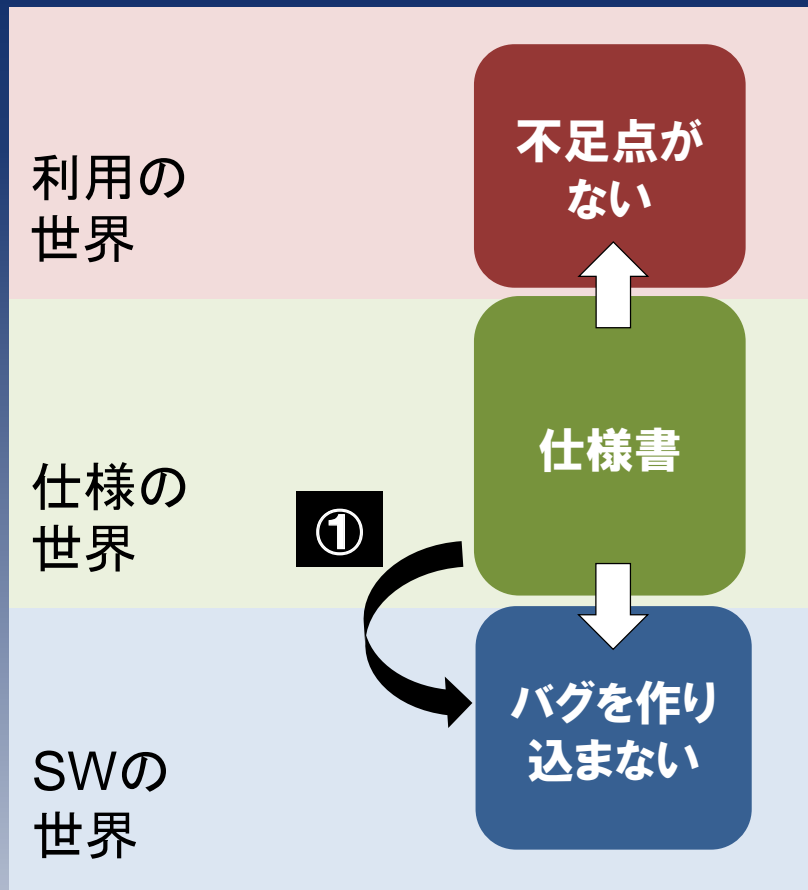 不足点が
ない
利用の
世界
仕様書
仕様の
世界
①
バグを作り
込まない
SWの
世界